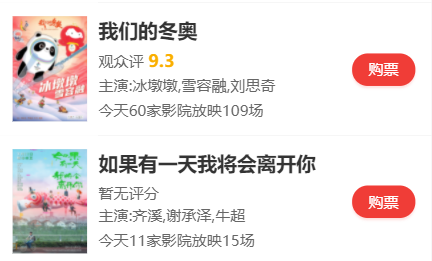 我们的冬奥
观众评 9.3
购票
主演:冰墩墩,雪容融,刘思奇
今天60家影院放映109场
冰墩墩
雪容融
如果有一天我将会离开你
暂无评分
购票
主演:齐溪,谢承泽,牛超
今天11家影院放映15场